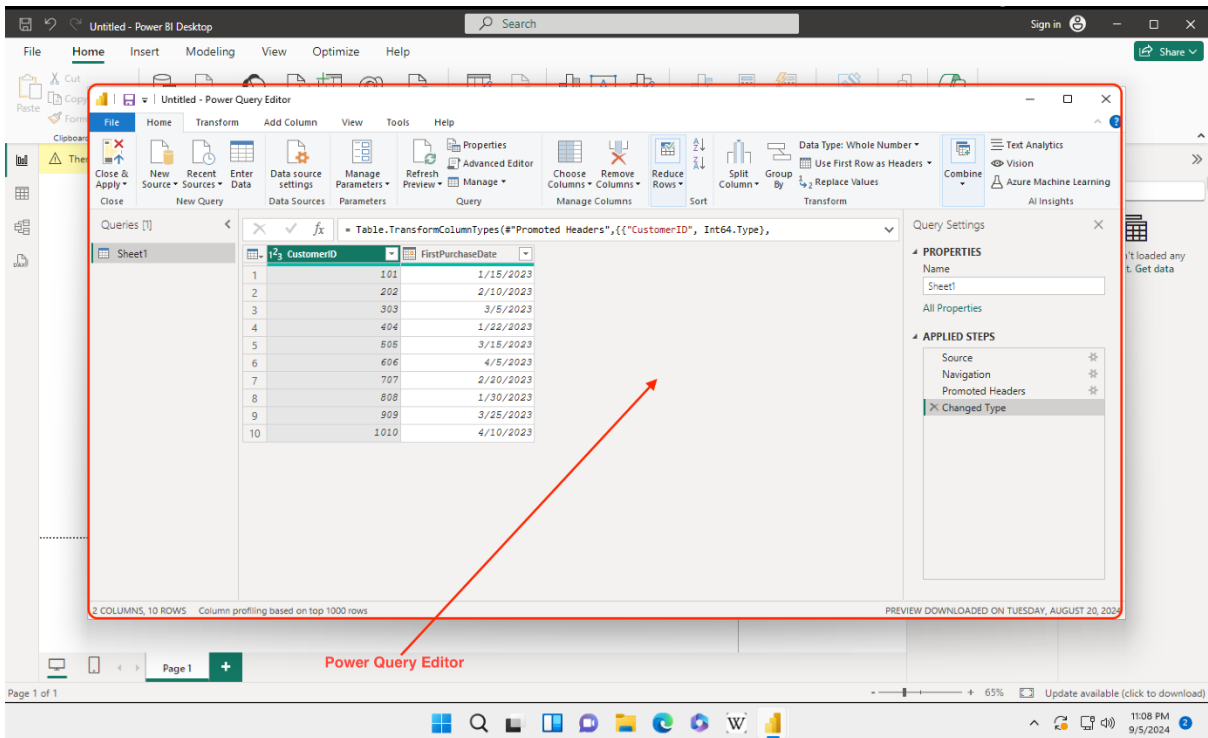 Untitled - Power BI Desktop
Search
Sign in
File Home Insert Modeling View Optimize Help
Share
Cut
Copy
Paste
Form
Clipboard
Untitled - Power Query Editor
File Home Transform Add Column View Tools Help
Close &
Apply
New
Source
Recent
Sources
Enter
Data
Data source
settings
Manage
Parameters
Refresh
Preview
Properties
Advanced Editor
Manage
Choose
Columns
Remove
Columns
Reduce
Rows
Split
Column
Group
By
Data Type: Whole Number
Use First Row as Headers
Replace Values
Combine
Text Analytics
Vision
Azure Machine Learning
Close New Query Data Sources Parameters Query Manage Columns Sort Transform AI Insights
Ther
Queries [1]
Sheet1
fx = Table.TransformColumnTypes(#"Promoted Headers",{{"CustomerID", Int64.Type},
CustomerID FirstPurchaseDate
1 101 1/15/2023
2 202 2/10/2023
3 303 3/5/2023
4 404 1/22/2023
5 505 3/15/2023
6 606 4/5/2023
7 707 2/20/2023
8 808 1/30/2023
9 909 3/25/2023
10 1010 4/10/2023
Query Settings
PROPERTIES
Name
Sheet1
All Properties
APPLIED STEPS
Source
Navigation
Promoted Headers
Changed Type
't loaded any
t. Get data
2 COLUMNS, 10 ROWS Column profiling based on top 1000 rows
PREVIEW DOWNLOADED ON TUESDAY, AUGUST 20, 2024
Page 1
Power Query Editor
Page 1 of 1
65%
Update available (click to download)
11:08 PM
9/5/2024
2